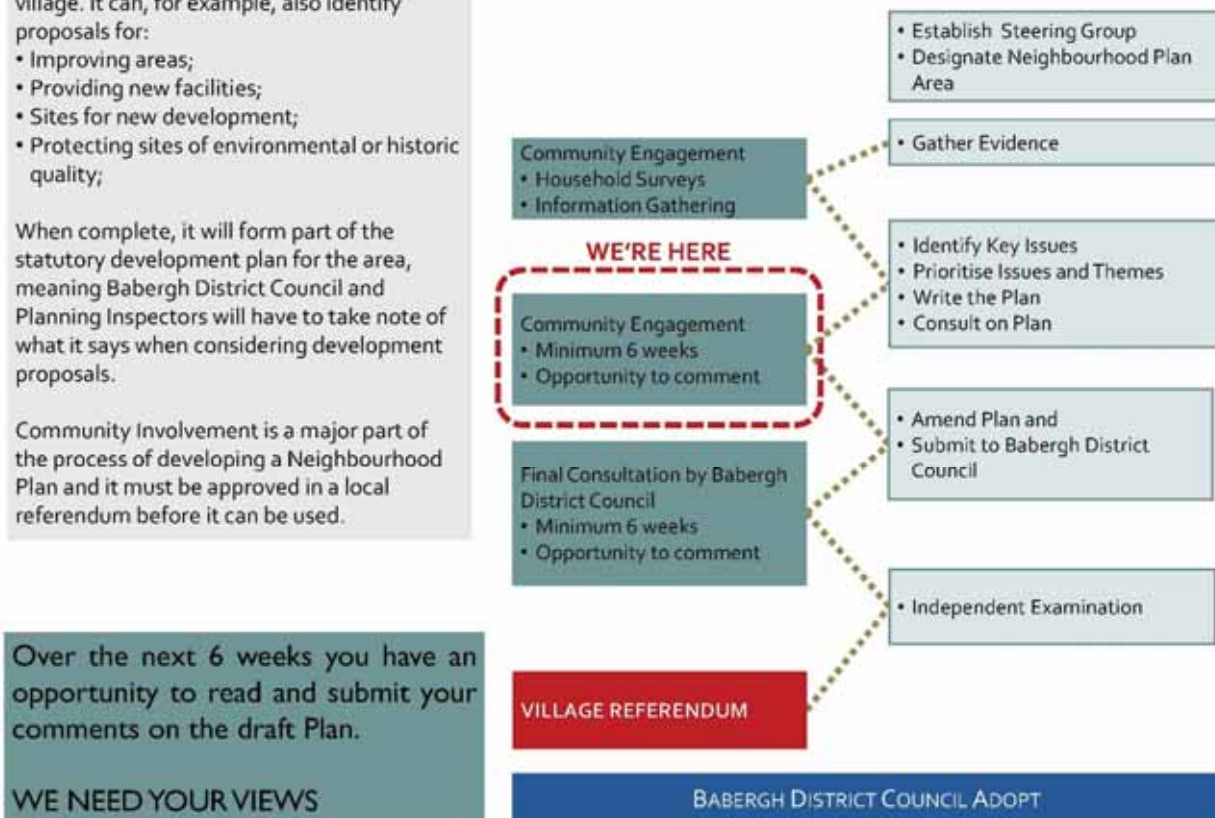 village. It can, for example, also identify
proposals for:
• Improving areas;
• Providing new facilities;
• Sites for new development;
• Protecting sites of environmental or historic
quality;
When complete, it will form part of the
statutory development plan for the area,
meaning Babergh District Council and
Planning Inspectors will have to take note of
what it says when considering development
proposals.
Community Involvement is a major part of
the process of developing a Neighbourhood
Plan and it must be approved in a local
referendum before it can be used.
Over the next 6 weeks you have an
opportunity to read and submit your
comments on the draft Plan.
WE NEED YOUR VIEWS
• Establish Steering Group
• Designate Neighbourhood Plan
Area
Community Engagement
• Household Surveys
• Information Gathering
• Gather Evidence
WE'RE HERE
Community Engagement
• Minimum 6 weeks
• Opportunity to comment
• Identify Key Issues
• Prioritise Issues and Themes
• Write the Plan
• Consult on Plan
• Amend Plan and
• Submit to Babergh District
Council
Final Consultation by Babergh
District Council
• Minimum 6 weeks
• Opportunity to comment
• Independent Examination
VILLAGE REFERENDUM
BABERGH DISTRICT COUNCIL ADOPT